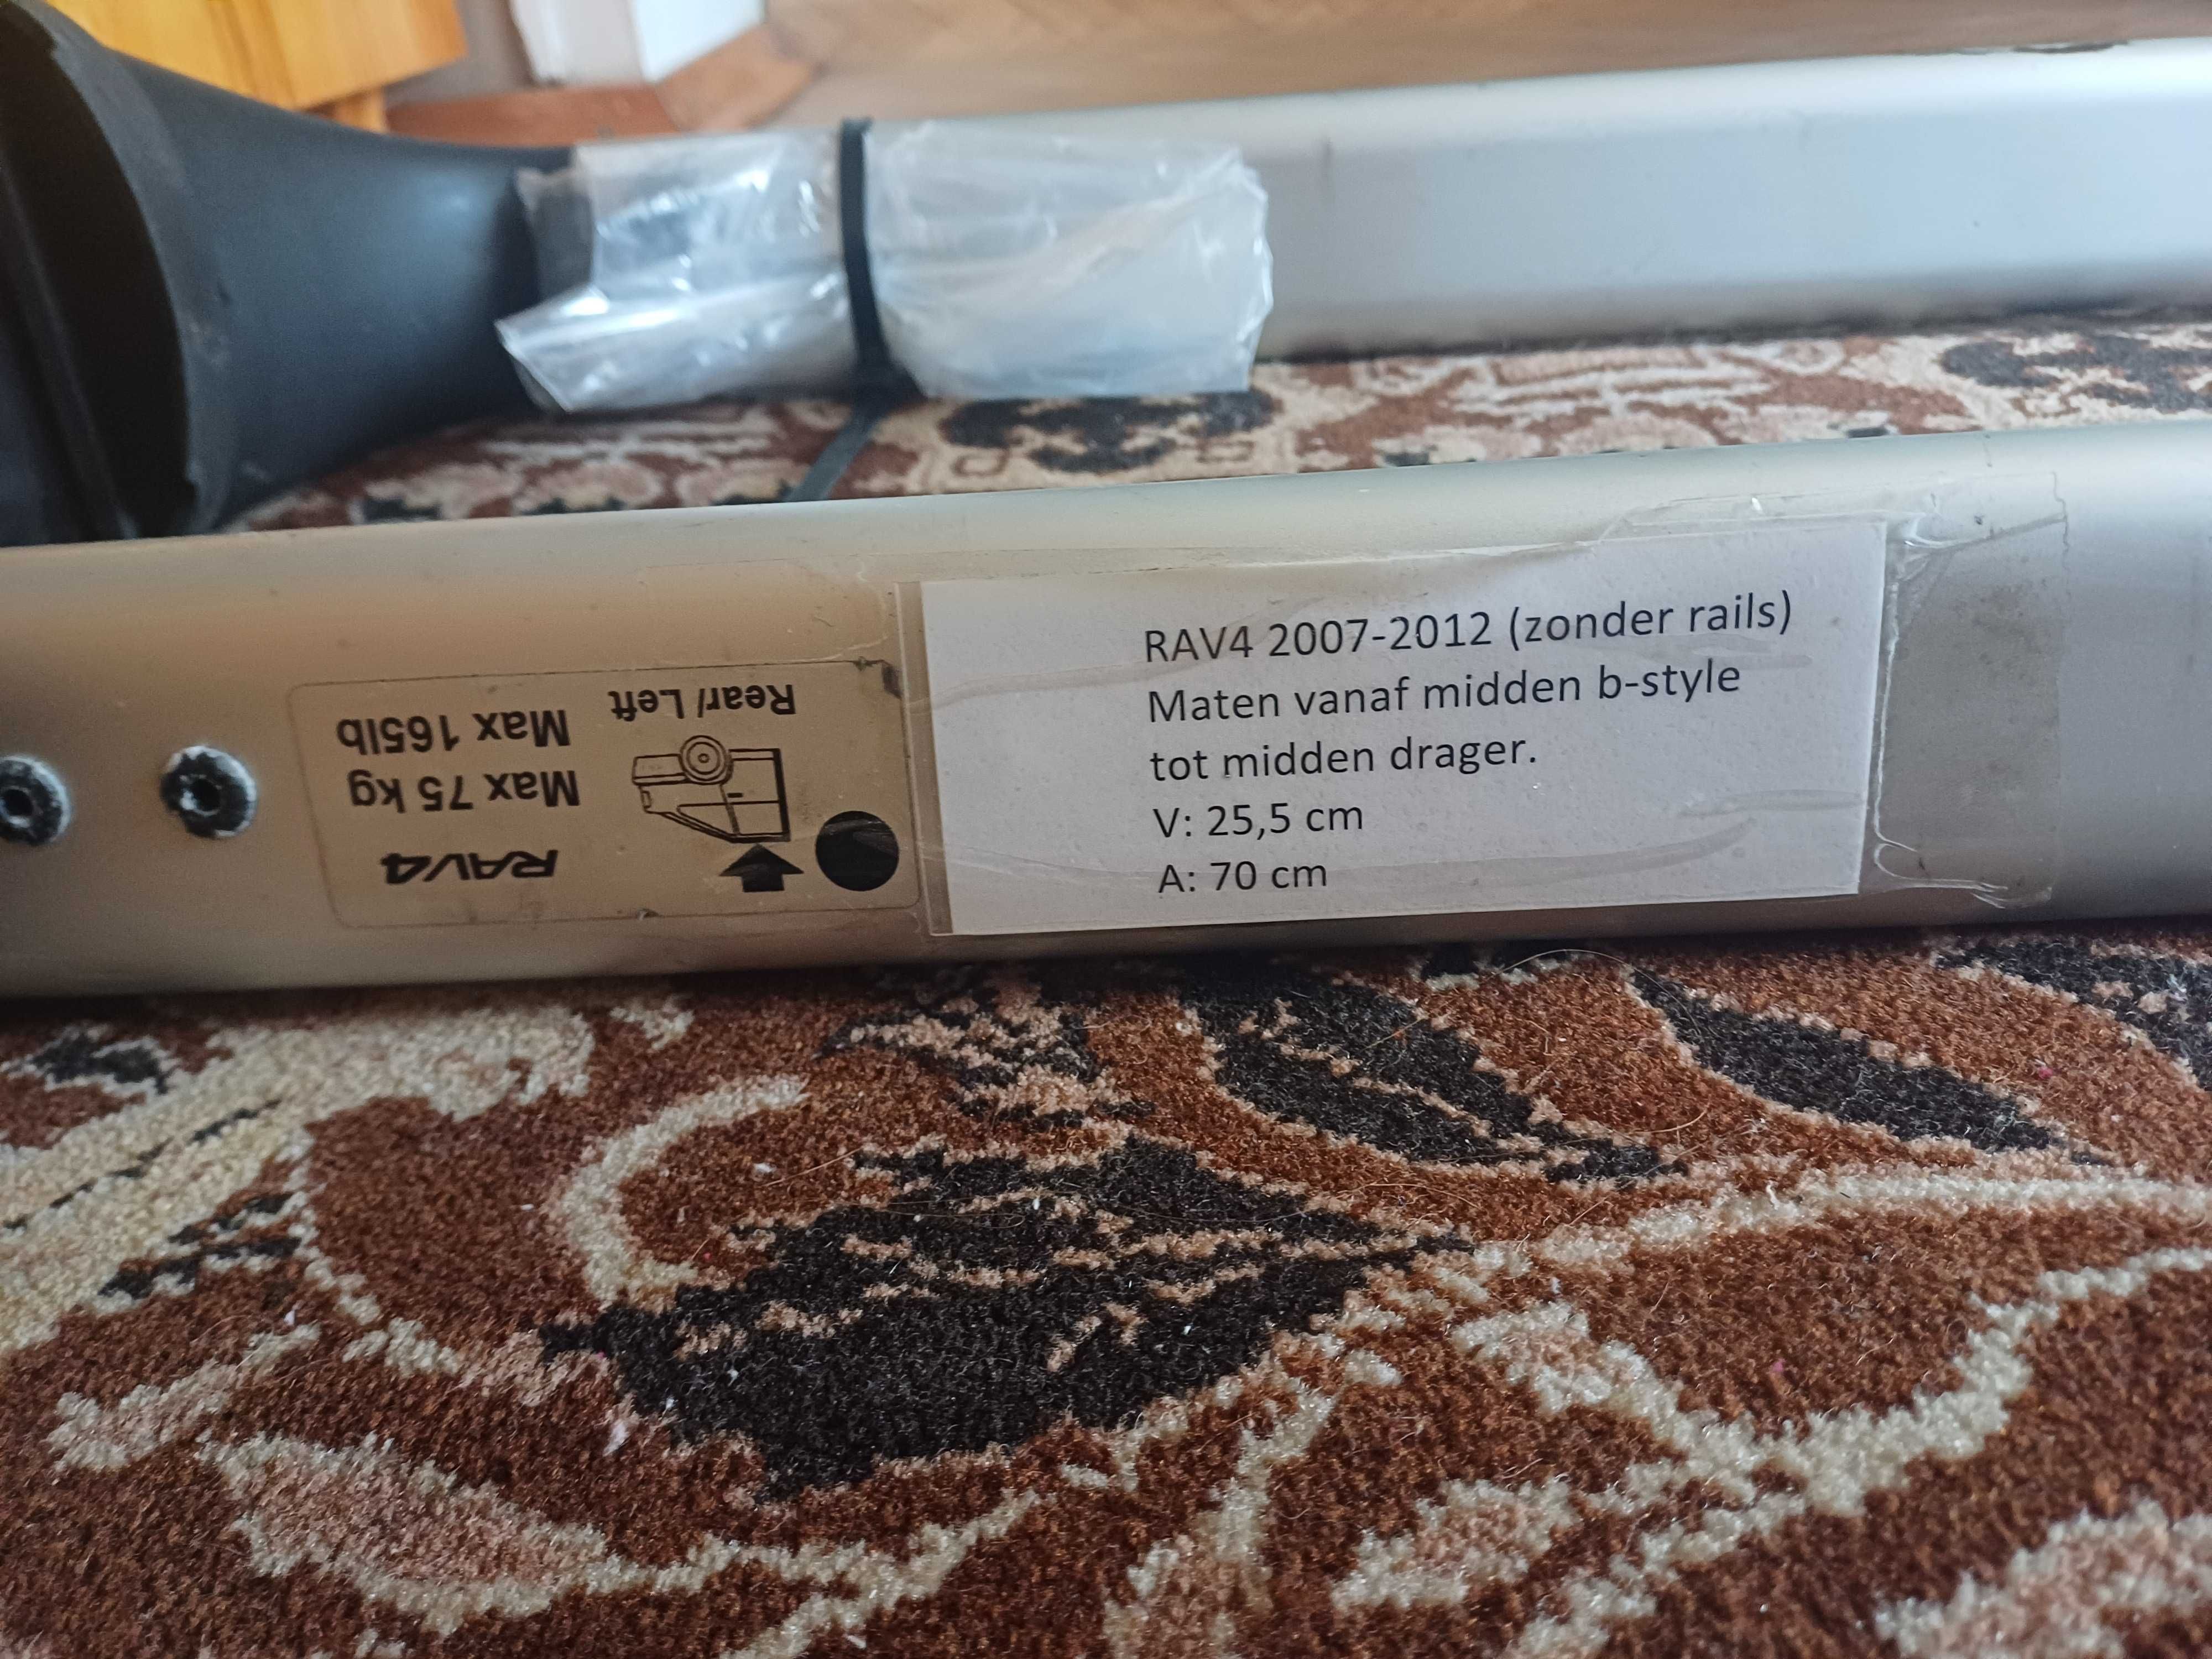 RAV4 2007-2012 (zonder rails)
Maten vanaf midden b-style
tot midden drager.
V: 25,5 cm
A: 70 cm
RAV4
Max 75 kg
Max 165lb
Rear/ Left